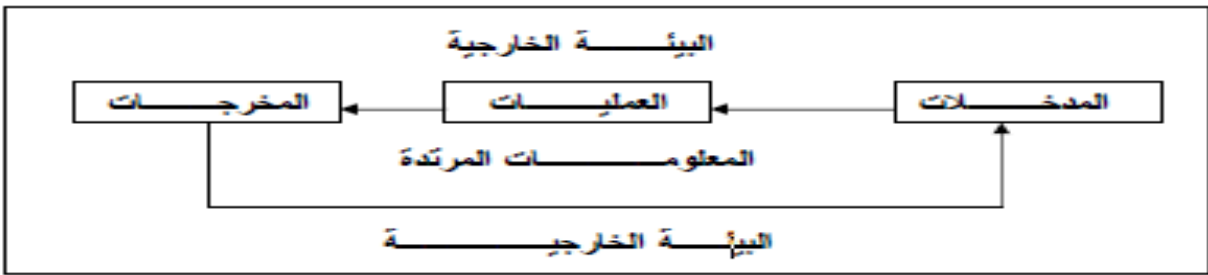 البيئة الخارجية
المدخلات العمليات المخرجات
المعلومات المرتدة
البيئة الخارجية